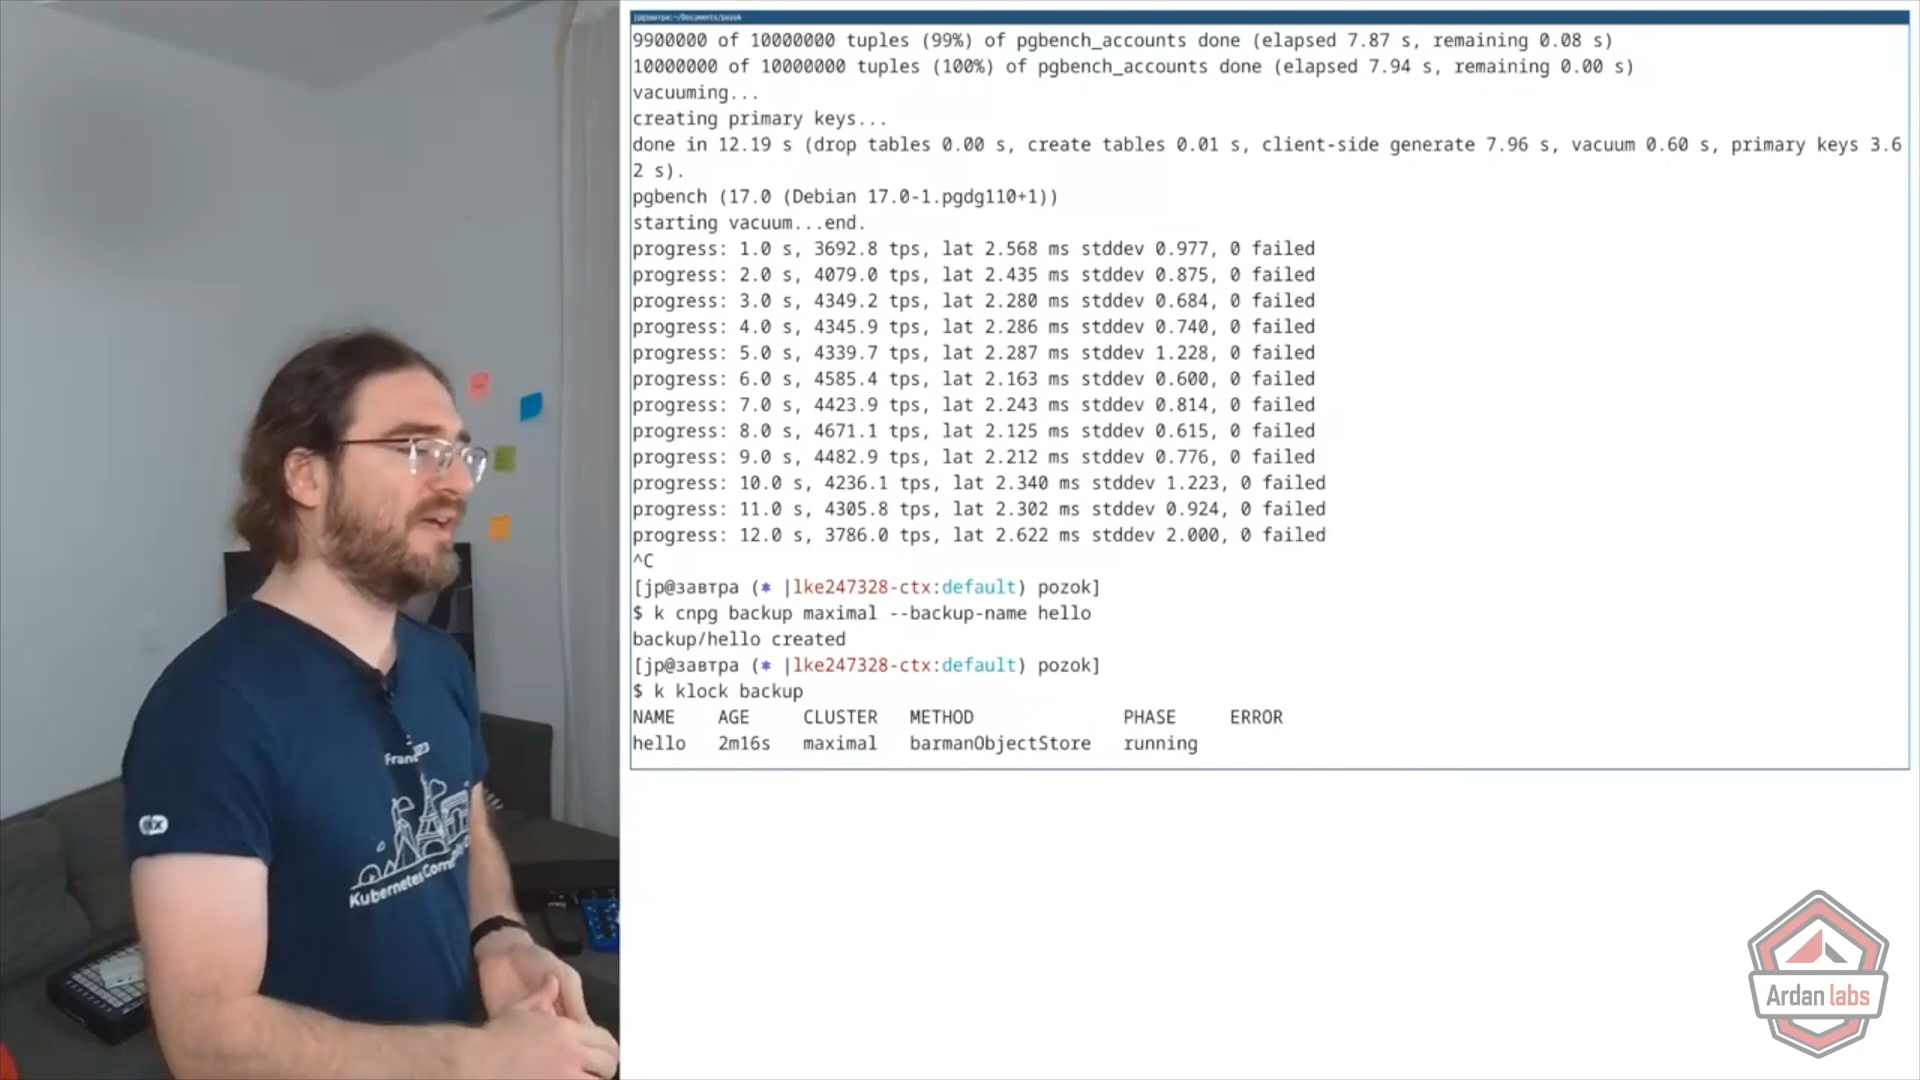 jp@завтра:~/Documents/pozok
9900000 of 10000000 tuples (99%) of pgbench_accounts done (elapsed 7.87 s, remaining 0.08 s)
10000000 of 10000000 tuples (100%) of pgbench_accounts done (elapsed 7.94 s, remaining 0.00 s)
vacuuming...
creating primary keys...
done in 12.19 s (drop tables 0.00 s, create tables 0.01 s, client-side generate 7.96 s, vacuum 0.60 s, primary keys 3.6
2 s).
pgbench (17.0 (Debian 17.0-1.pgdg110+1))
starting vacuum...end.
progress: 1.0 s, 3692.8 tps, lat 2.568 ms stddev 0.977, 0 failed
progress: 2.0 s, 4079.0 tps, lat 2.435 ms stddev 0.875, 0 failed
progress: 3.0 s, 4349.2 tps, lat 2.280 ms stddev 0.684, 0 failed
progress: 4.0 s, 4345.9 tps, lat 2.286 ms stddev 0.740, 0 failed
progress: 5.0 s, 4339.7 tps, lat 2.287 ms stddev 1.228, 0 failed
progress: 6.0 s, 4585.4 tps, lat 2.163 ms stddev 0.600, 0 failed
progress: 7.0 s, 4423.9 tps, lat 2.243 ms stddev 0.814, 0 failed
progress: 8.0 s, 4671.1 tps, lat 2.125 ms stddev 0.615, 0 failed
progress: 9.0 s, 4482.9 tps, lat 2.212 ms stddev 0.776, 0 failed
progress: 10.0 s, 4236.1 tps, lat 2.340 ms stddev 1.223, 0 failed
progress: 11.0 s, 4305.8 tps, lat 2.302 ms stddev 0.924, 0 failed
progress: 12.0 s, 3786.0 tps, lat 2.622 ms stddev 2.000, 0 failed
^C
[jp@завтра (* |lke247328-ctx:default) pozok]
$ k cnpg backup maximal --backup-name hello
backup/hello created
[jp@завтра (* |lke247328-ctx:default) pozok]
$ k klock backup
NAME AGE CLUSTER METHOD PHASE ERROR
hello 2m16s maximal barmanObjectStore running
Kubernetes
Ardan labs